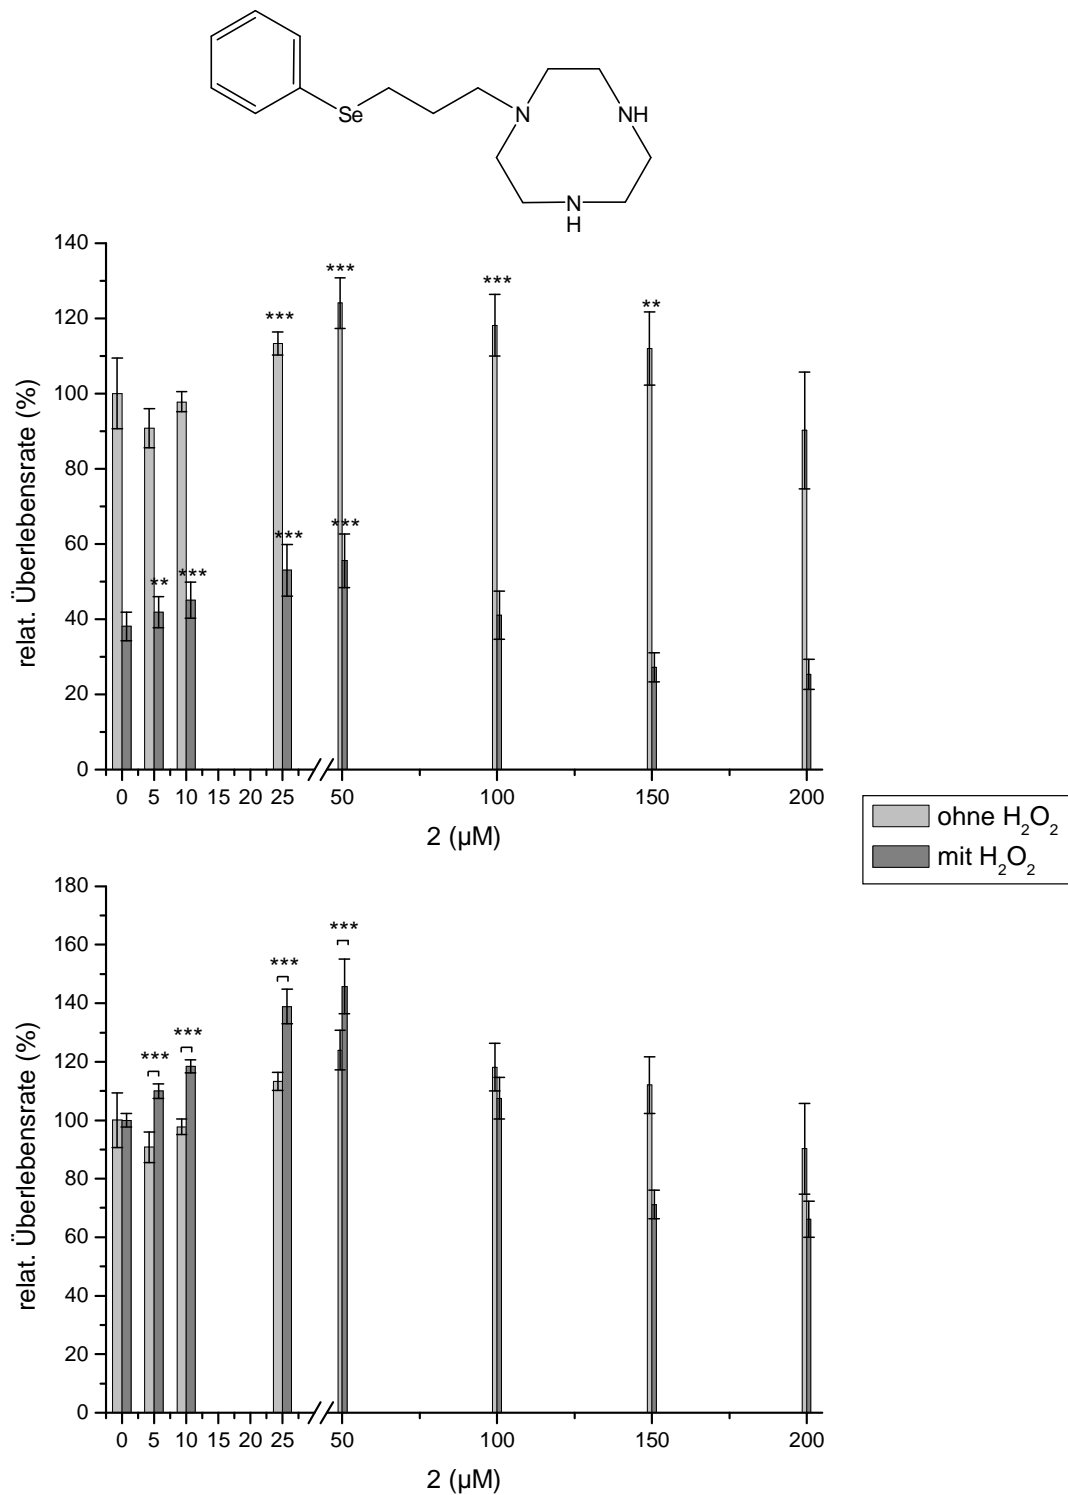 Se
N
NH
N
H
140
120
100
80
60
40
20
0
relat. Überlebensrate (%)
*** *** *** **
** *** *** ***
0 5 10 15 20 25 50 100 150 200
2 (µM)
ohne H2O2
mit H2O2
180
160
140
120
100
80
60
40
20
0
relat. Überlebensrate (%)
*** *** *** ***
0 5 10 15 20 25 50 100 150 200
2 (µM)